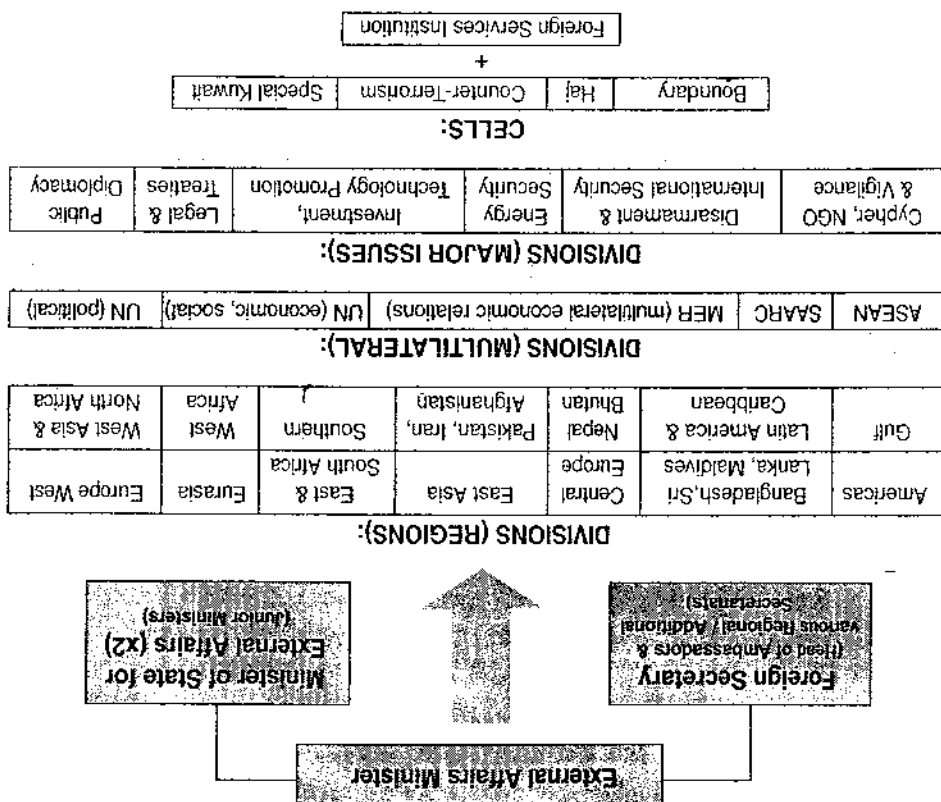 External Affairs Minister
Foreign Secretary
(Head of Ambassadors &
various Regional / Additional
Secretariats)
Minister of State for
External Affairs (x2)
(Junior Ministers)
DIVISIONS (REGIONS):
Americas
Bangladesh,Sri
Lanka, Maldives
Central
Europe
East Asia
East &
South Africa
Eurasia
Europe West
Gulf
Latin America &
Caribbean
Nepal
Bhutan
Pakistan, Iran,
Afghanistan
Southern
West
Africa
West Asia &
North Africa
DIVISIONS (MULTILATERAL):
ASEAN
SAARC
MER (multilateral economic relations)
UN (economic, social)
UN (political)
DIVISIONS (MAJOR ISSUES):
Cypher, NGO
& Vigilance
Disarmament &
International Security
Energy
Security
Investment,
Technology Promotion
Legal &
Treaties
Public
Diplomacy
CELLS:
Boundary
Haj
Counter-Terrorism
Special Kuwait
+
Foreign Services Institution